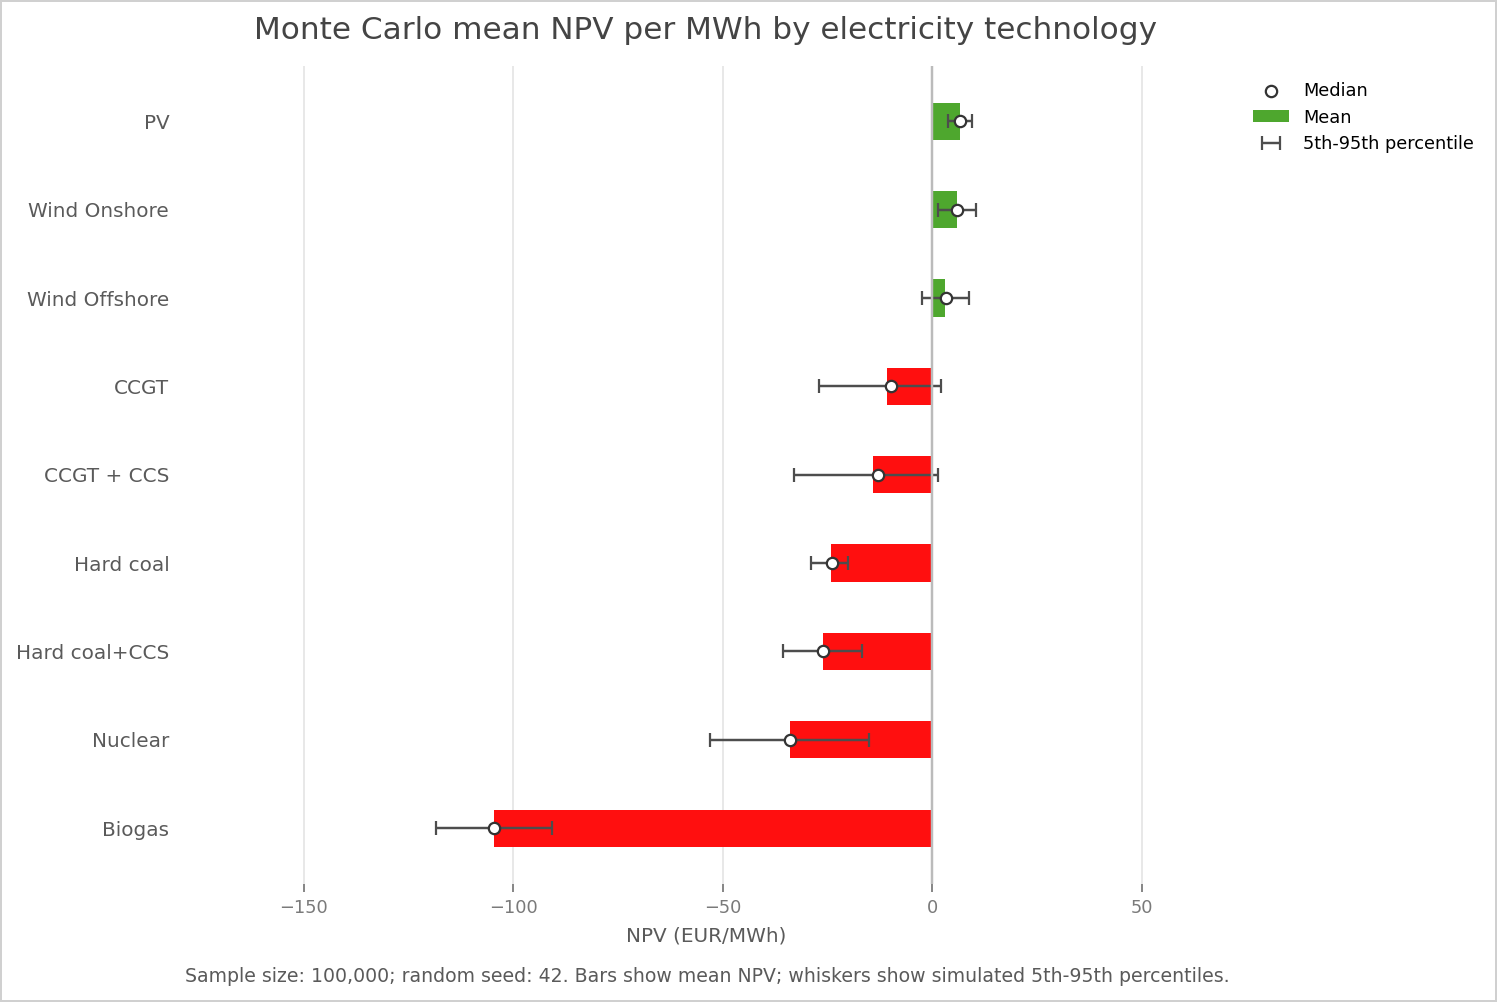 Monte Carlo mean NPV per MWh by electricity technology
Median
Mean
5th-95th percentile
PV
Wind Onshore
Wind Offshore
CCGT
CCGT + CCS
Hard coal
Hard coal+CCS
Nuclear
Biogas
−150 −100 −50 0 50
NPV (EUR/MWh)
Sample size: 100,000; random seed: 42. Bars show mean NPV; whiskers show simulated 5th-95th percentiles.